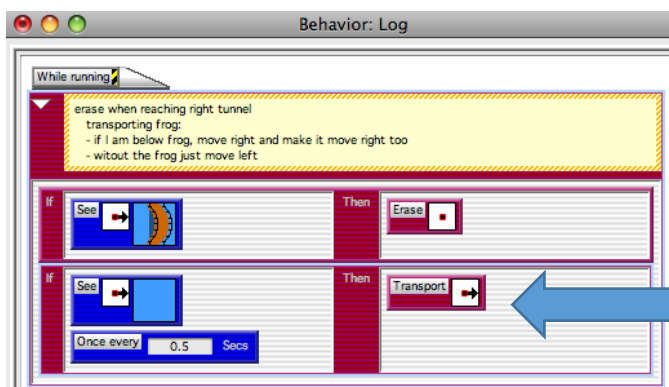 Behavior: Log
While running
erase when reaching right tunnel
transporting frog:
- if I am below frog, move right and make it move right too
- witout the frog just move left
If See Then Erase
If See Then Transport
Once every 0.5 Secs